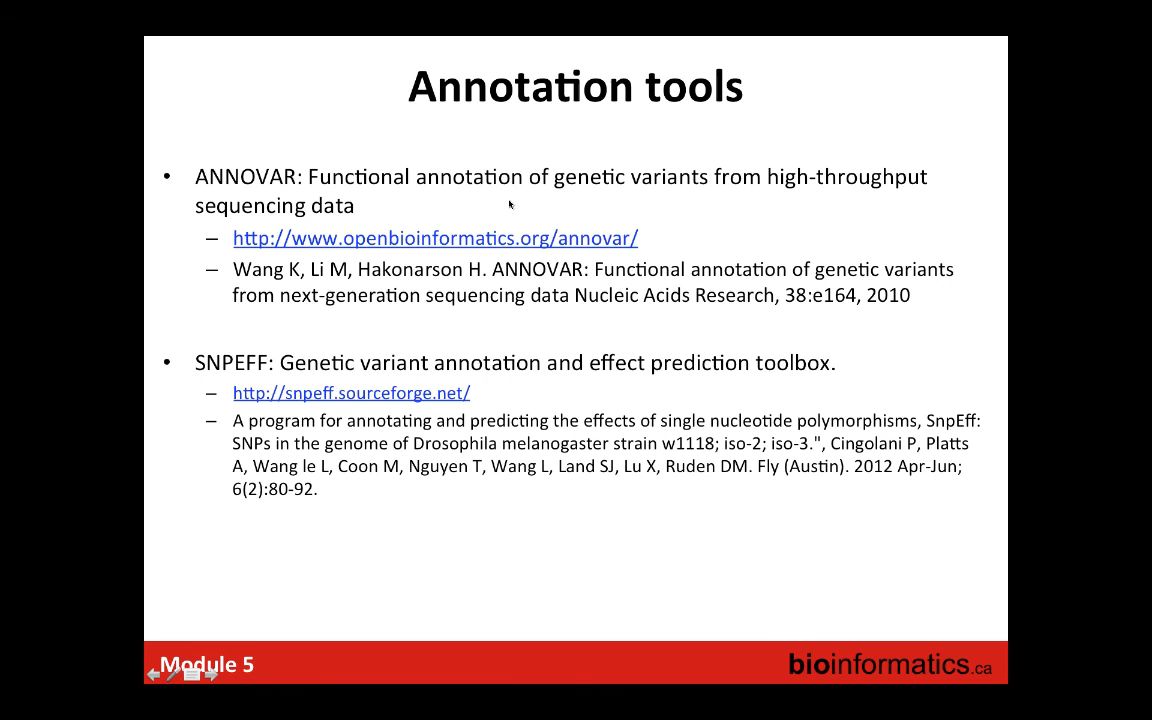 Annotation tools
• ANNOVAR: Functional annotation of genetic variants from high-throughput
sequencing data
– http://www.openbioinformatics.org/annovar/
– Wang K, Li M, Hakonarson H. ANNOVAR: Functional annotation of genetic variants
from next-generation sequencing data Nucleic Acids Research, 38:e164, 2010
• SNPEFF: Genetic variant annotation and effect prediction toolbox.
– http://snpeff.sourceforge.net/
– A program for annotating and predicting the effects of single nucleotide polymorphisms, SnpEff:
SNPs in the genome of Drosophila melanogaster strain w1118; iso-2; iso-3.", Cingolani P, Platts
A, Wang le L, Coon M, Nguyen T, Wang L, Land SJ, Lu X, Ruden DM. Fly (Austin). 2012 Apr-Jun;
6(2):80-92.
Module 5
bioinformatics.ca